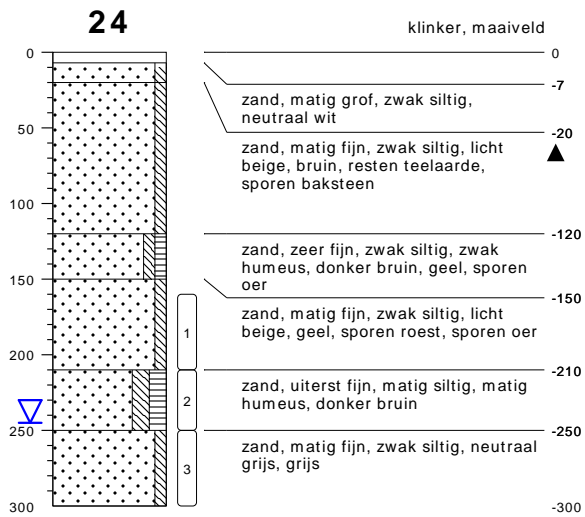 24
klinker, maaiveld
0
0
-7
zand, matig grof, zwak siltig,
neutraal wit
-20
zand, matig fijn, zwak siltig, licht
beige, bruin, resten teelaarde,
sporen baksteen
50
100
-120
zand, zeer fijn, zwak siltig, zwak
humeus, donker bruin, geel, sporen
oer
150
-150
zand, matig fijn, zwak siltig, licht
beige, geel, sporen roest, sporen oer
1
200
-210
zand, uiterst fijn, matig siltig, matig
humeus, donker bruin
2
250
-250
zand, matig fijn, zwak siltig, neutraal
grijs, grijs
3
300
-300